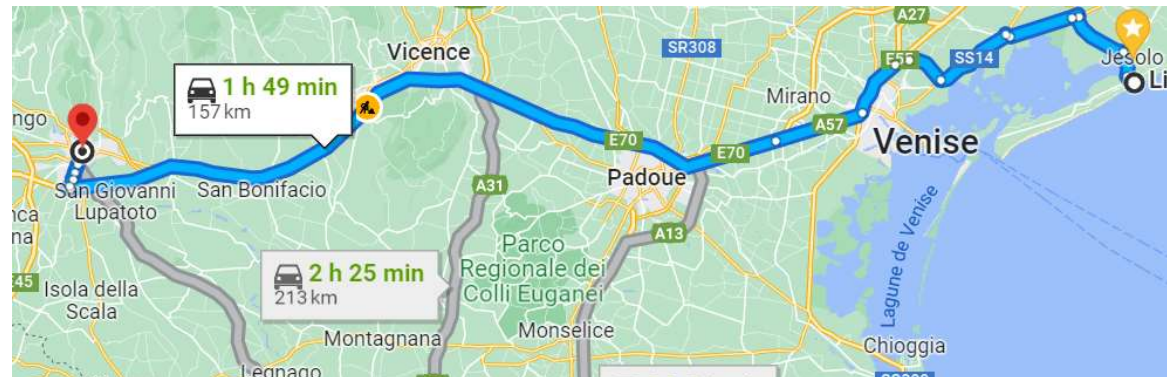 A27
Vicence
SR308
E55
SS14
Jesolo
Li
1 h 49 min
157 km
ngo
Mirano
A57
Venise
E70
E70
Padoue
San Giovanni
Lupatoto
San Bonifacio
A31
nca
na
A13
Parco
Regionale dei
Colli Euganei
Lagune de Venise
2 h 25 min
213 km
E45
Isola della
Scala
Montagnana
Monselice
Chioggia
Legnago